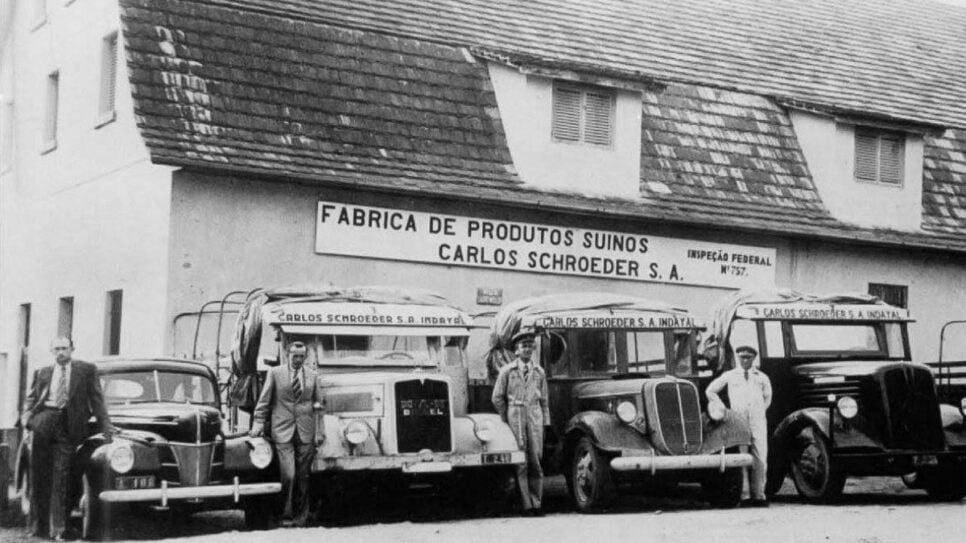 FABRICA DE PRODUTOS SUINOS
CARLOS SCHROEDER S. A.
INSPEÇÃO FEDERAL
Nº 757.
CARLOS SCHROEDER S.A. INDAYAL
CARLOS SCHROEDER S.A. INDAYAL
CARLOS SCHROEDER S.A. INDAYAL
M·A·N
DIESEL